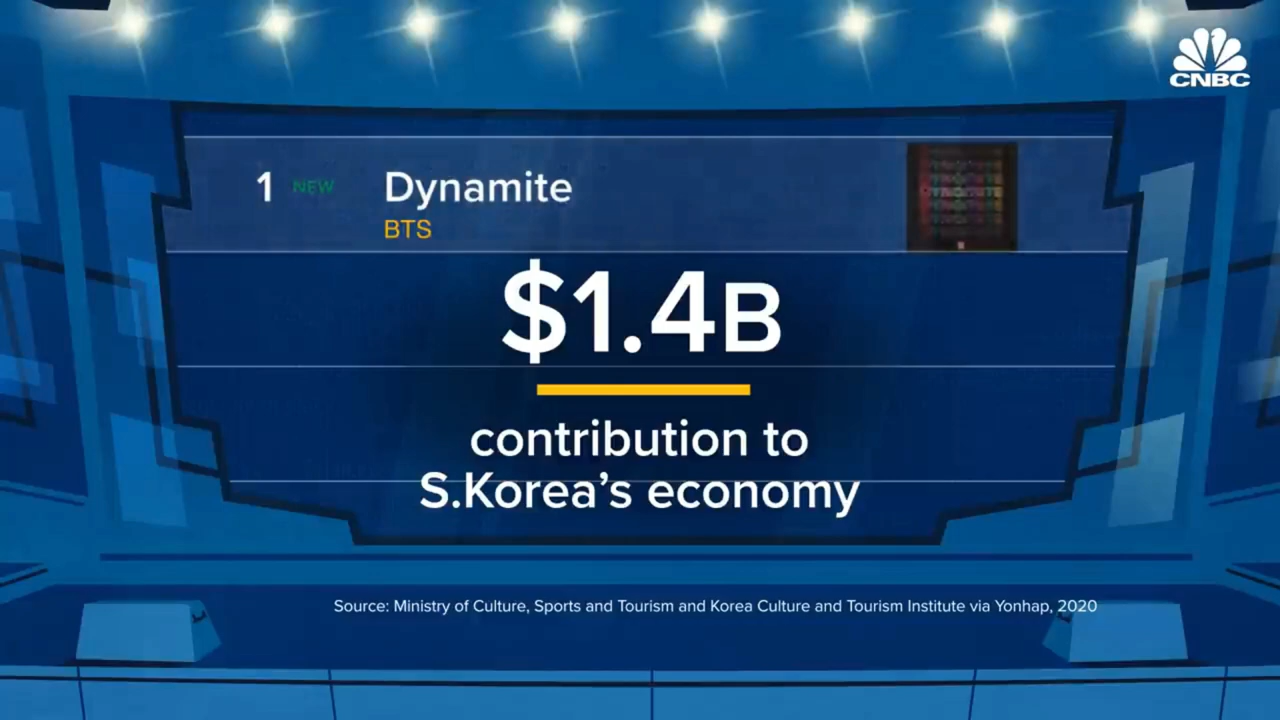 CNBC
1 NEW Dynamite
BTS
$1.4B
contribution to
S.Korea's economy
Source: Ministry of Culture, Sports and Tourism and Korea Culture and Tourism Institute via Yonhap, 2020